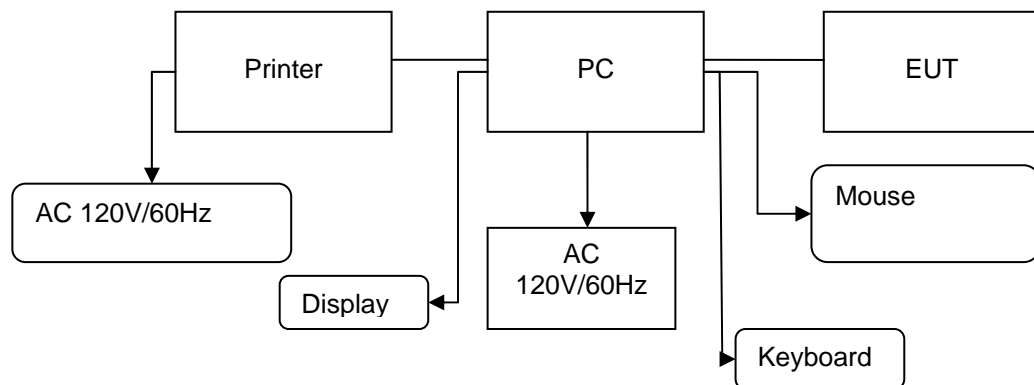 Printer
PC
EUT
AC 120V/60Hz
Mouse
AC
120V/60Hz
Display
Keyboard